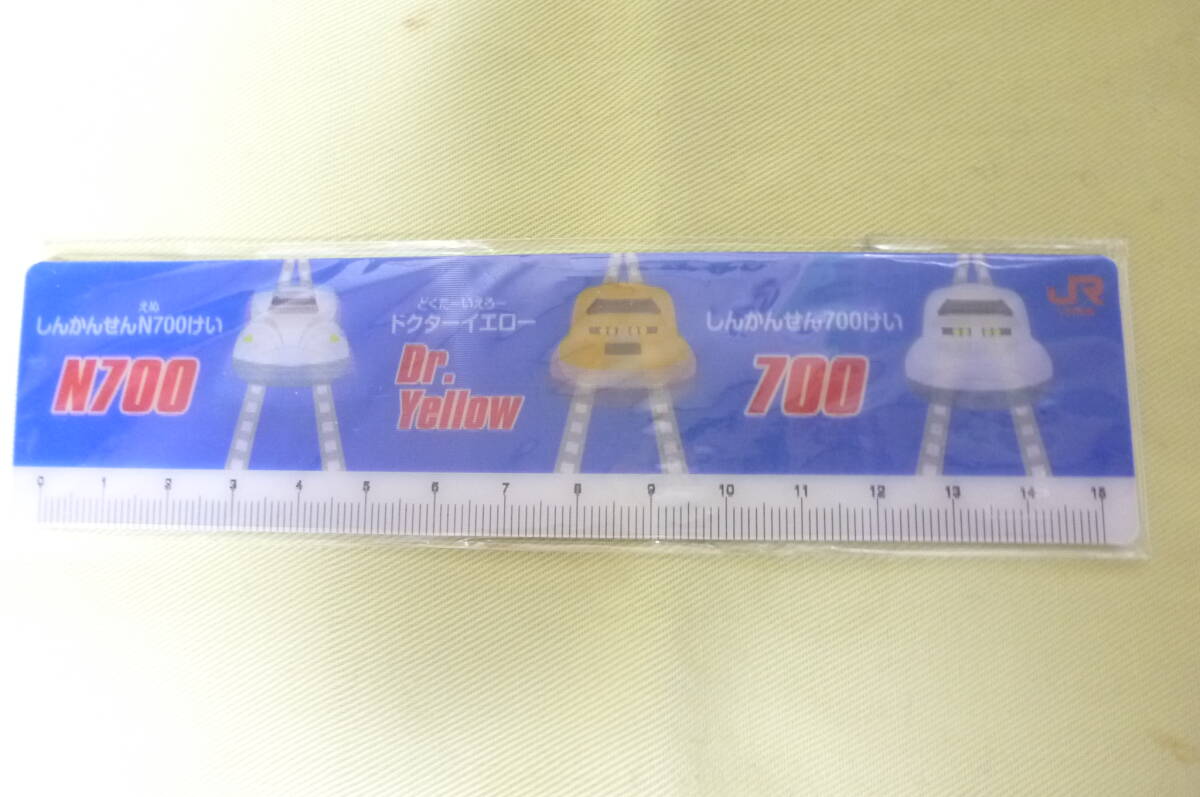 えぬ
しんかんせんN700けい
N700
どくたーいえろー
ドクターイエロー
Dr.
Yellow
しんかんせん700けい
700
JR
0 1 2 3 4 5 6 7 8 9 10 11 12 13 14 15